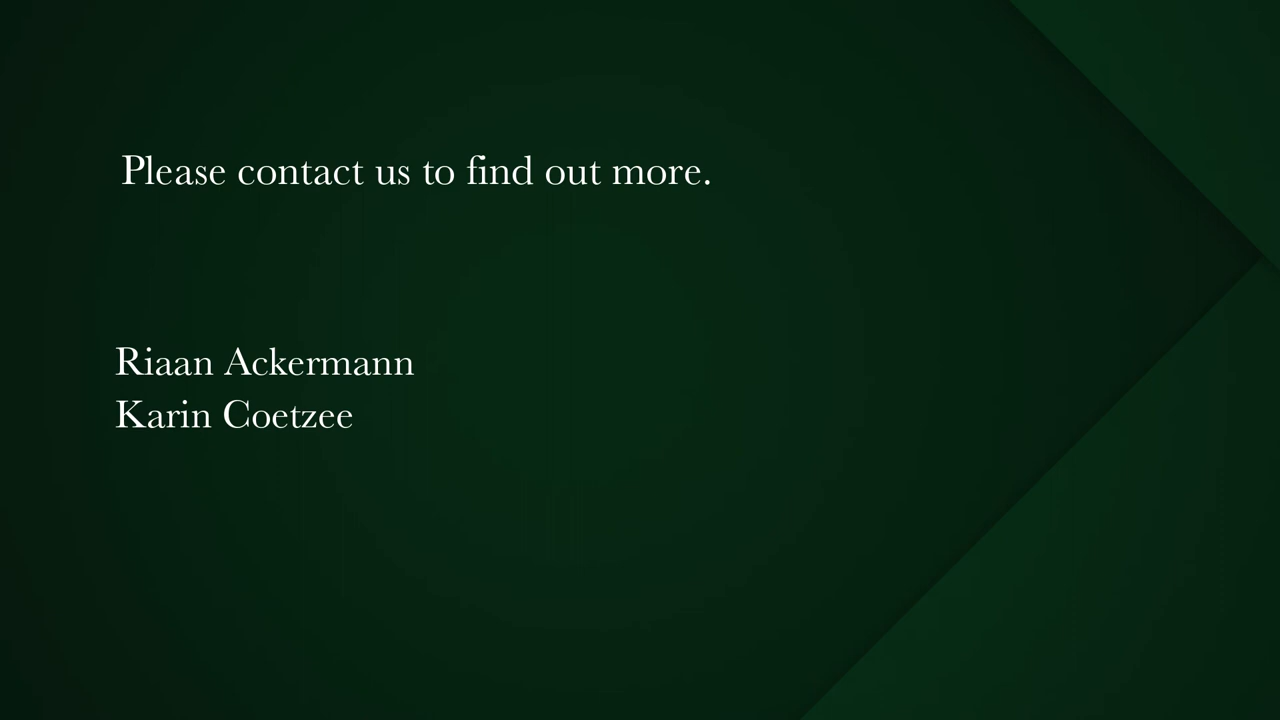 Please contact us to find out more.
Riaan Ackermann
Karin Coetzee